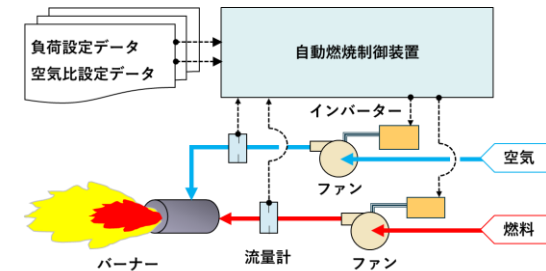 負荷設定データ
空気比設定データ
自動燃焼制御装置
インバーター
空気
ファン
燃料
バーナー
流量計
ファン